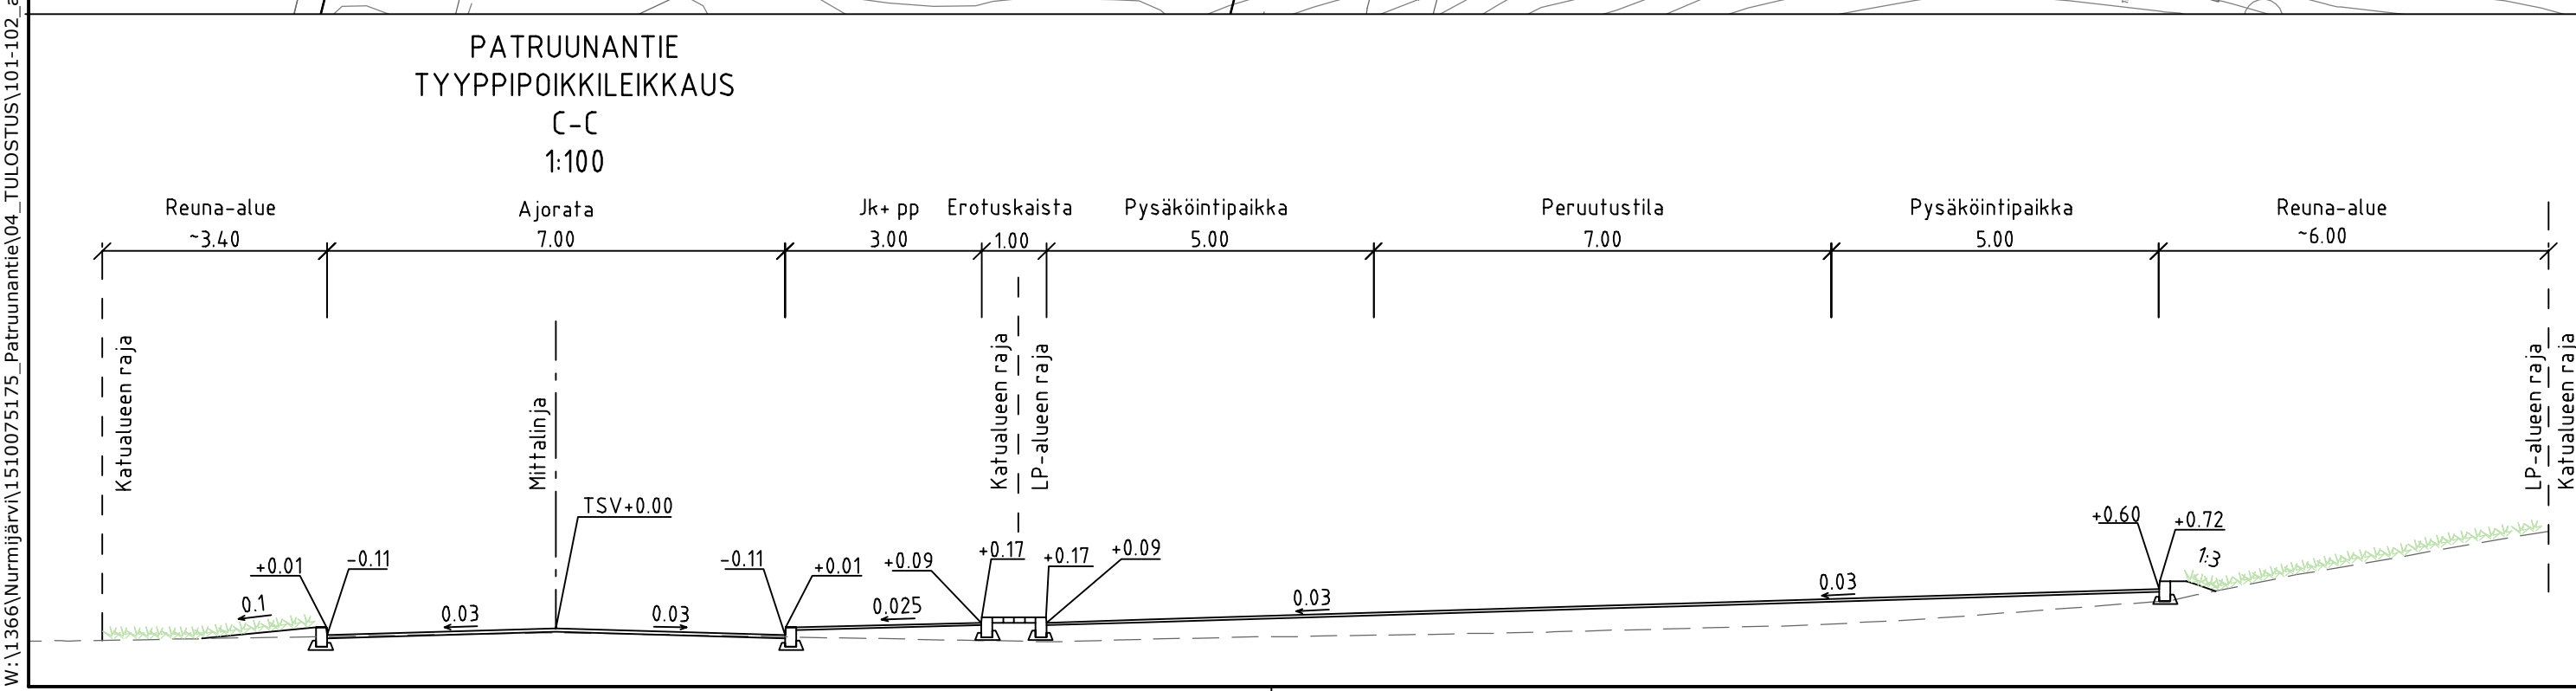 PATRUUNANTIE
TYYPPIPOIKKILEIKKAUS
C-C
1:100
Reuna-alue
Ajorata
Jk+ pp
Erotuskaista
Pysäköintipaikka
Peruutustila
Pysäköintipaikka
Reuna-alue
~3.40
7.00
3.00
1.00
5.00
7.00
5.00
~6.00
Katualueen raja
Mittalinja
Katualueen raja
LP-alueen raja
LP-alueen raja
Katualueen raja
TSV+0.00
+0.01
-0.11
-0.11
+0.01
+0.09
+0.17
+0.17
+0.09
+0.60
+0.72
1:3
0.1
0.03
0.03
0.025
0.03
0.03
W:\1366\Nurmijärvi\1510075175_Patruunantie\04_TULOSTUS\101-102_